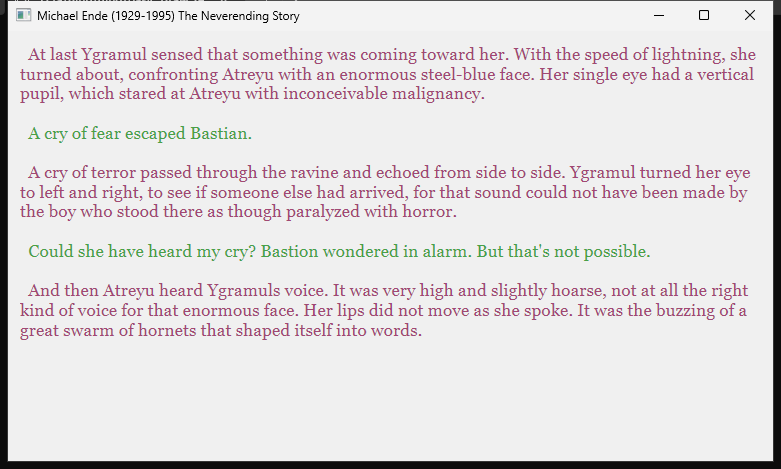 Michael Ende (1929-1995) The Neverending Story
At last Ygramul sensed that something was coming toward her. With the speed of lightning, she
turned about, confronting Atreyu with an enormous steel-blue face. Her single eye had a vertical
pupil, which stared at Atreyu with inconceivable malignancy.
A cry of fear escaped Bastian.
A cry of terror passed through the ravine and echoed from side to side. Ygramul turned her eye
to left and right, to see if someone else had arrived, for that sound could not have been made by
the boy who stood there as though paralyzed with horror.
Could she have heard my cry? Bastion wondered in alarm. But that's not possible.
And then Atreyu heard Ygramuls voice. It was very high and slightly hoarse, not at all the right
kind of voice for that enormous face. Her lips did not move as she spoke. It was the buzzing of a
great swarm of hornets that shaped itself into words.